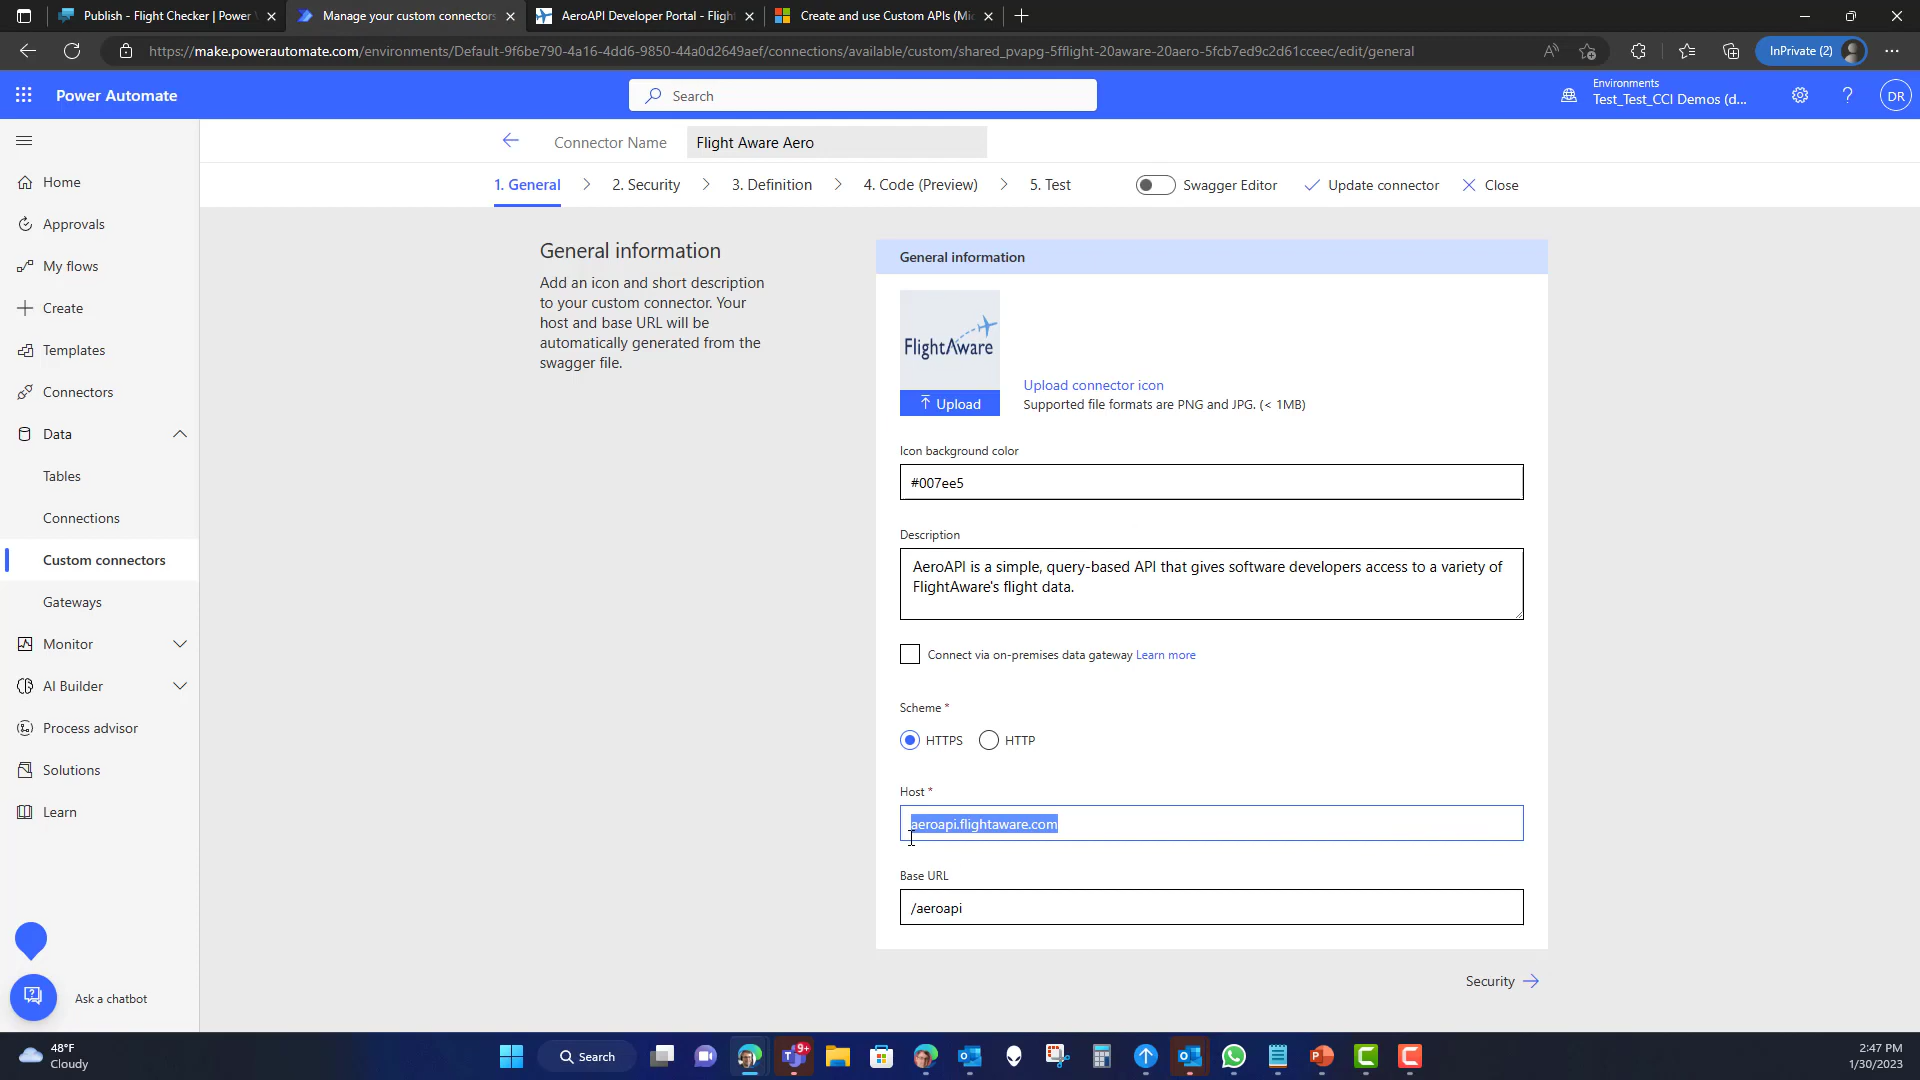 Publish - Flight Checker | Power
Manage your custom connectors
AeroAPI Developer Portal - Flight
Create and use Custom APIs (Mi
https://make.powerautomate.com/environments/Default-9f6be790-4a16-4dd6-9850-44a0d2649aef/connections/available/custom/shared_pvapg-5fflight-20aware-20aero-5fcb7ed9c2d61cceec/edit/general
InPrivate (2)
Power Automate
Search
Environments
Test_Test_CCI Demos (d...
DR
Connector Name
Flight Aware Aero
1. General
2. Security
3. Definition
4. Code (Preview)
5. Test
Swagger Editor
Update connector
Close
Home
Approvals
My flows
Create
Templates
Connectors
Data
Tables
Connections
Custom connectors
Gateways
Monitor
AI Builder
Process advisor
Solutions
Learn
Ask a chatbot
General information
Add an icon and short description
to your custom connector. Your
host and base URL will be
automatically generated from the
swagger file.
General information
FlightAware
Upload
Upload connector icon
Supported file formats are PNG and JPG. (< 1MB)
Icon background color
#007ee5
Description
AeroAPI is a simple, query-based API that gives software developers access to a variety of
FlightAware's flight data.
Connect via on-premises data gateway Learn more
Scheme *
HTTPS
HTTP
Host *
aeroapi.flightaware.com
Base URL
/aeroapi
Security
48°F
Cloudy
Search
9+
2:47 PM
1/30/2023